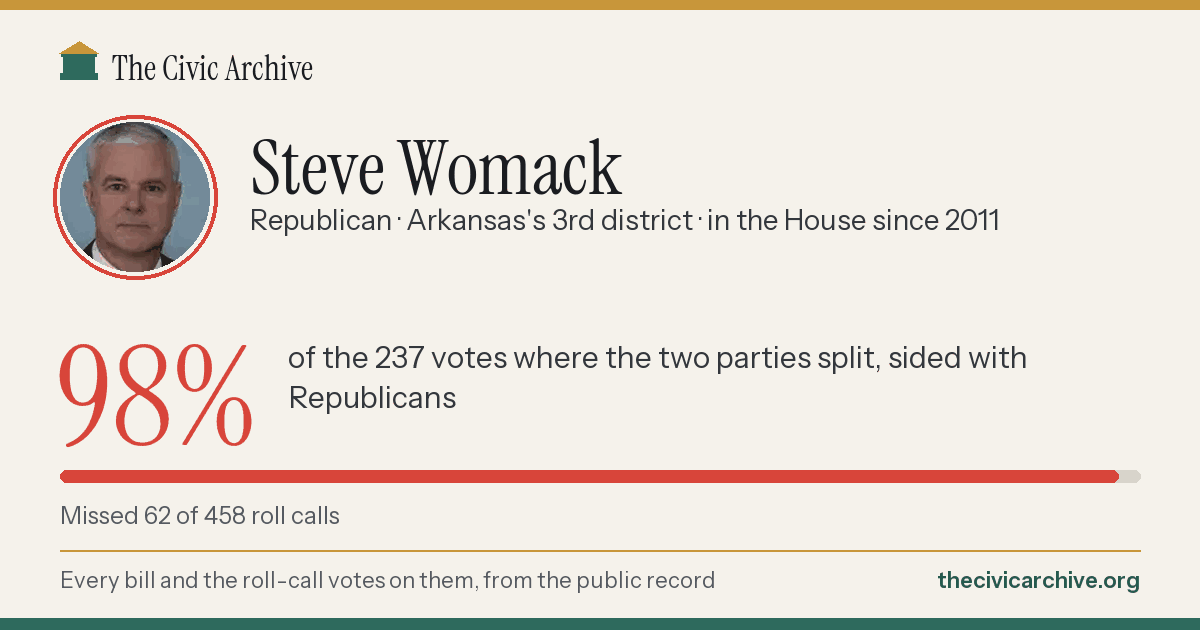 The Civic Archive
Steve Womack
Republican · Arkansas's 3rd district · in the House since 2011
98%
of the 237 votes where the two parties split, sided with
Republicans
Missed 62 of 458 roll calls
Every bill and the roll-call votes on them, from the public record
thecivicarchive.org